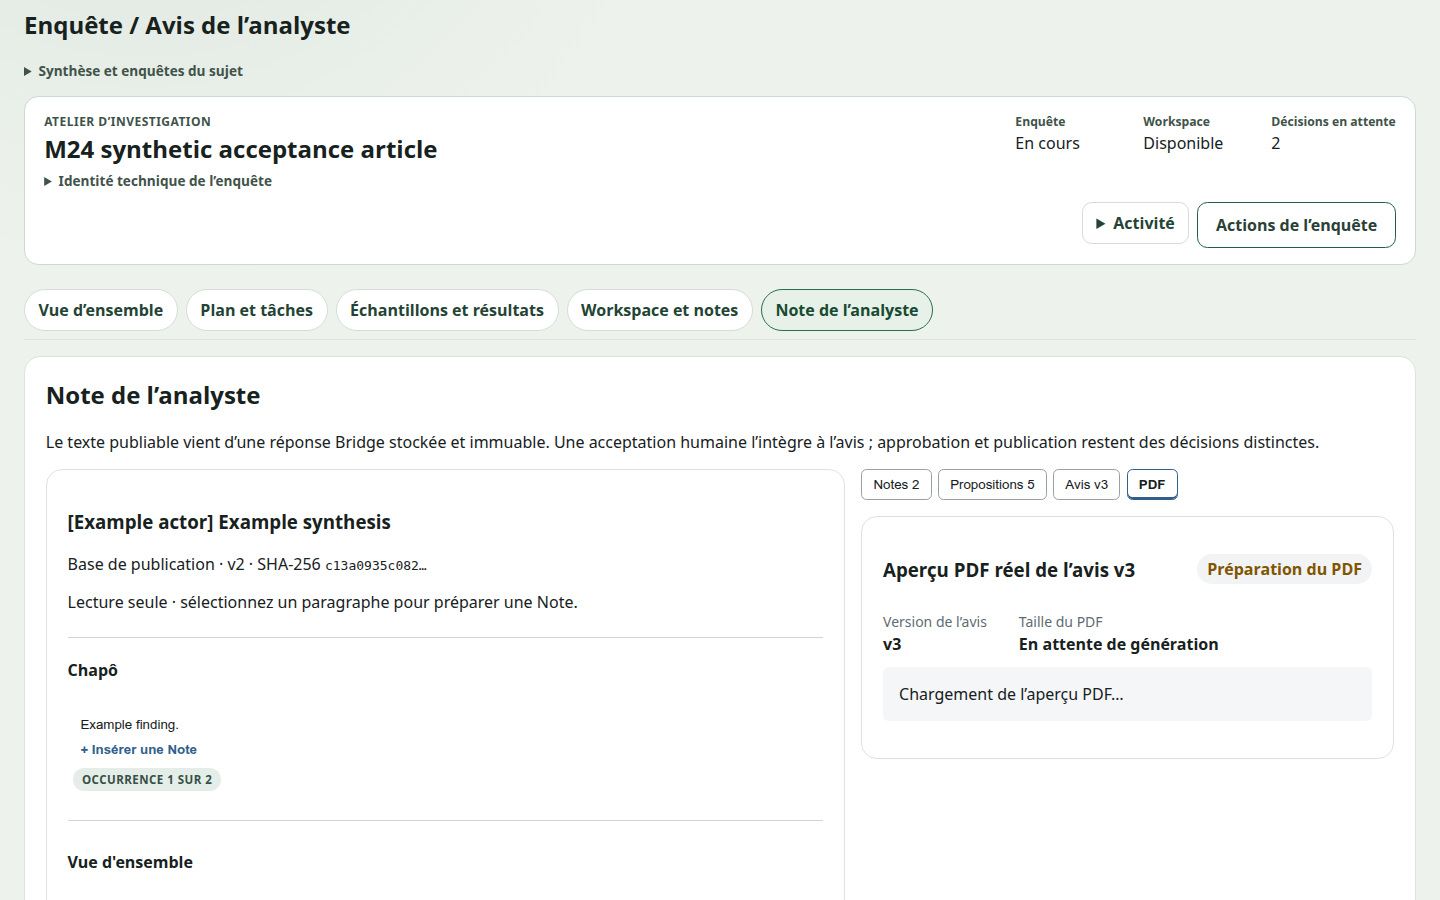 Enquête / Avis de l’analyste
▶ Synthèse et enquêtes du sujet
ATELIER D’INVESTIGATION
M24 synthetic acceptance article
▶ Identité technique de l’enquête
Enquête
En cours
Workspace
Disponible
Décisions en attente
2
▶ Activité
Actions de l’enquête
Vue d’ensemble
Plan et tâches
Échantillons et résultats
Workspace et notes
Note de l’analyste
Note de l’analyste
Le texte publiable vient d’une réponse Bridge stockée et immuable. Une acceptation humaine l’intègre à l’avis ; approbation et publication restent des décisions distinctes.
[Example actor] Example synthesis
Base de publication · v2 · SHA-256 c13a0935c082…
Lecture seule · sélectionnez un paragraphe pour préparer une Note.
Chapô
Example finding.
+ Insérer une Note
OCCURRENCE 1 SUR 2
Vue d'ensemble
Notes 2
Propositions 5
Avis v3
PDF
Aperçu PDF réel de l’avis v3
Préparation du PDF
Version de l’avis
v3
Taille du PDF
En attente de génération
Chargement de l’aperçu PDF…